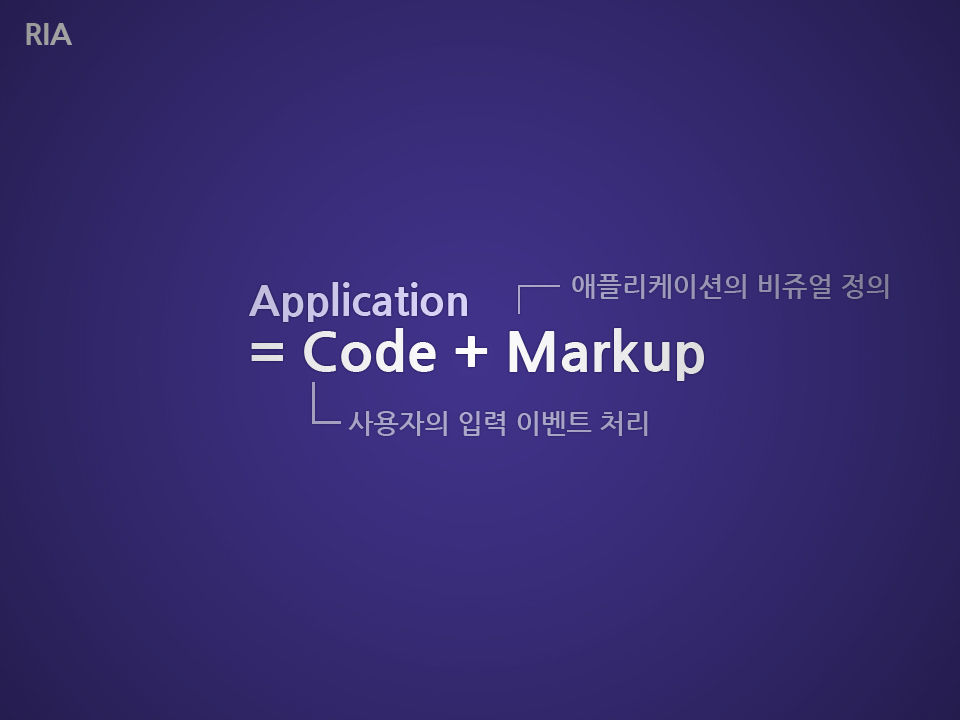 RIA
애플리케이션의 비쥬얼 정의
Application
= Code + Markup
사용자의 입력 이벤트 처리